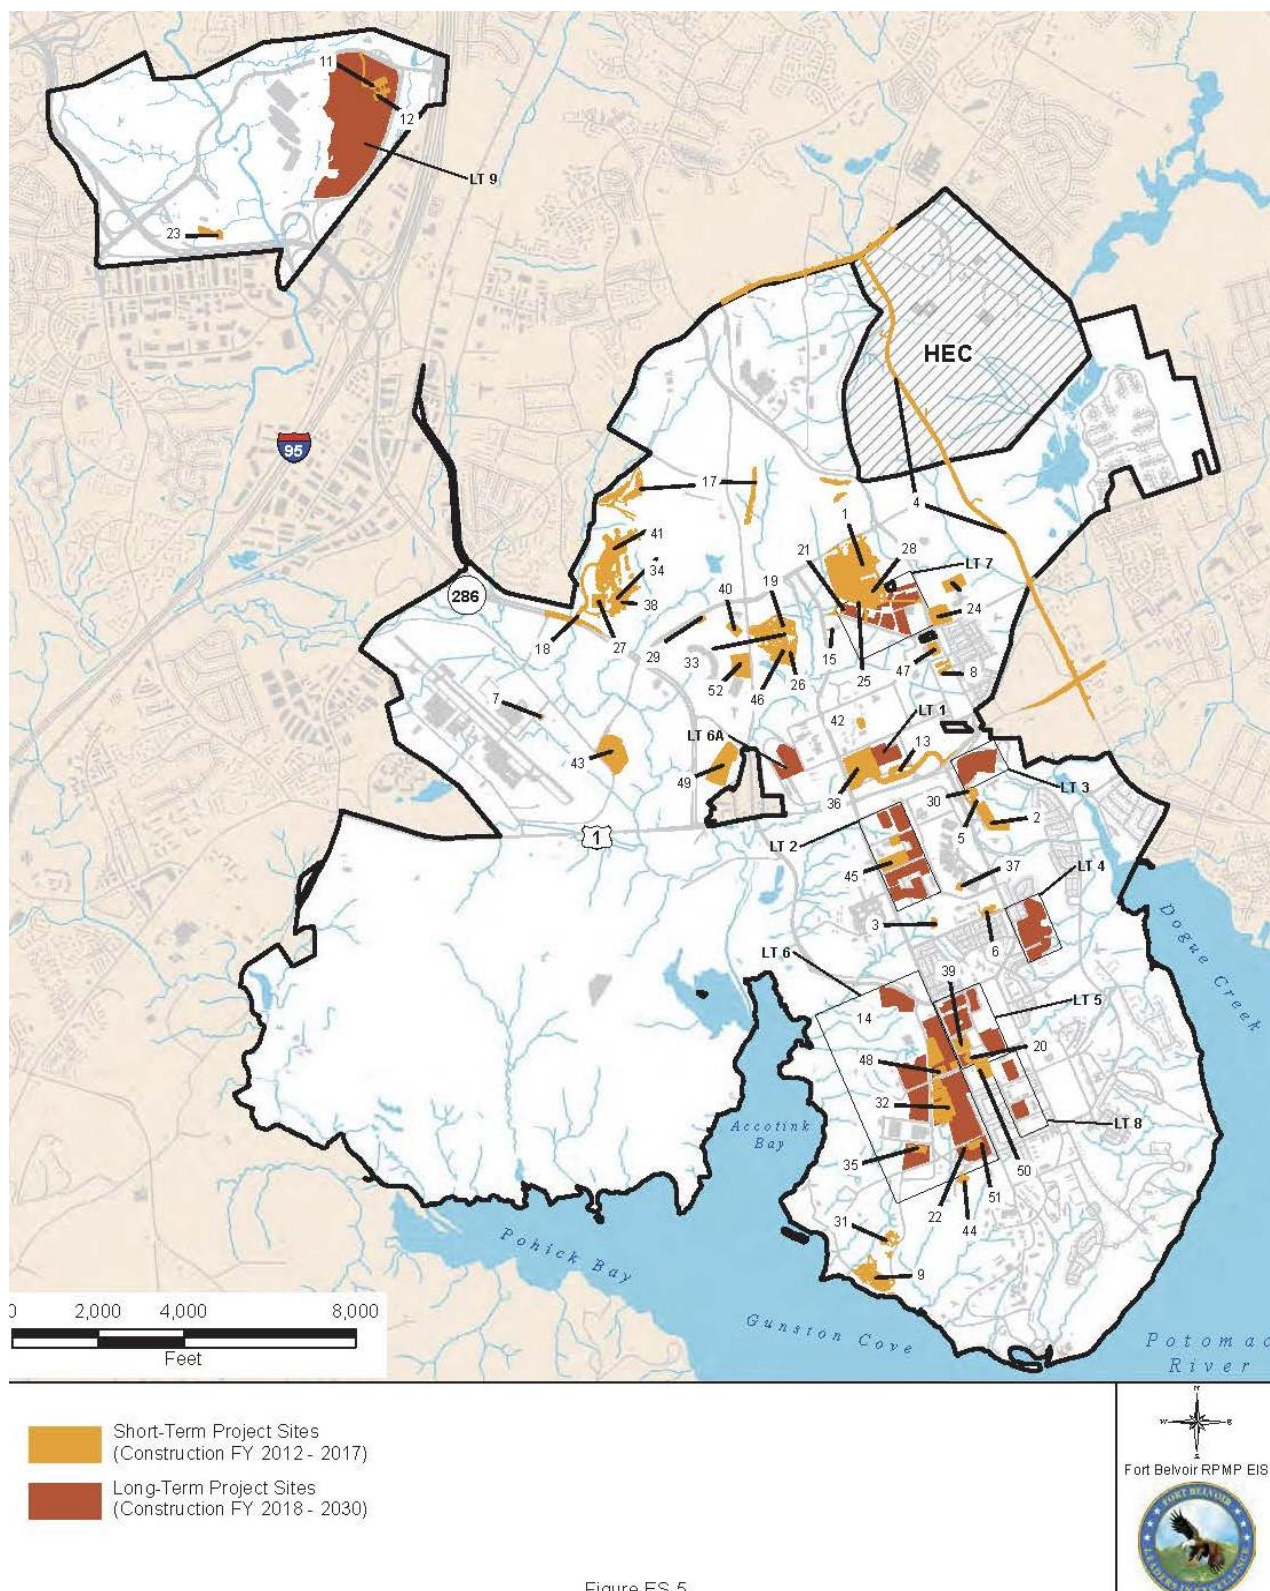 11
12
LT 9
23
HEC
95
17
4
1
41
21
28
LT 7
34
40
19
286
38
24
18
27
29
33
15
47
8
52
46
26
25
7
42
LT 1
LT 6A
13
43
49
36
30
LT 3
1
LT 2
5
2
45
37
LT 4
3
6
LT 6
39
Dogue Creek
14
LT 5
48
20
32
Accotink
Bay
LT 8
35
50
22
51
44
31
9
Pohick Bay
Gunston Cove
Potomac
River
0 2,000 4,000 8,000
Feet
Short-Term Project Sites
(Construction FY 2012 - 2017)
Long-Term Project Sites
(Construction FY 2018 - 2030)
N
W E
S
Fort Belvoir RPMP EIS
FORT BELVOIR
Figure ES-5